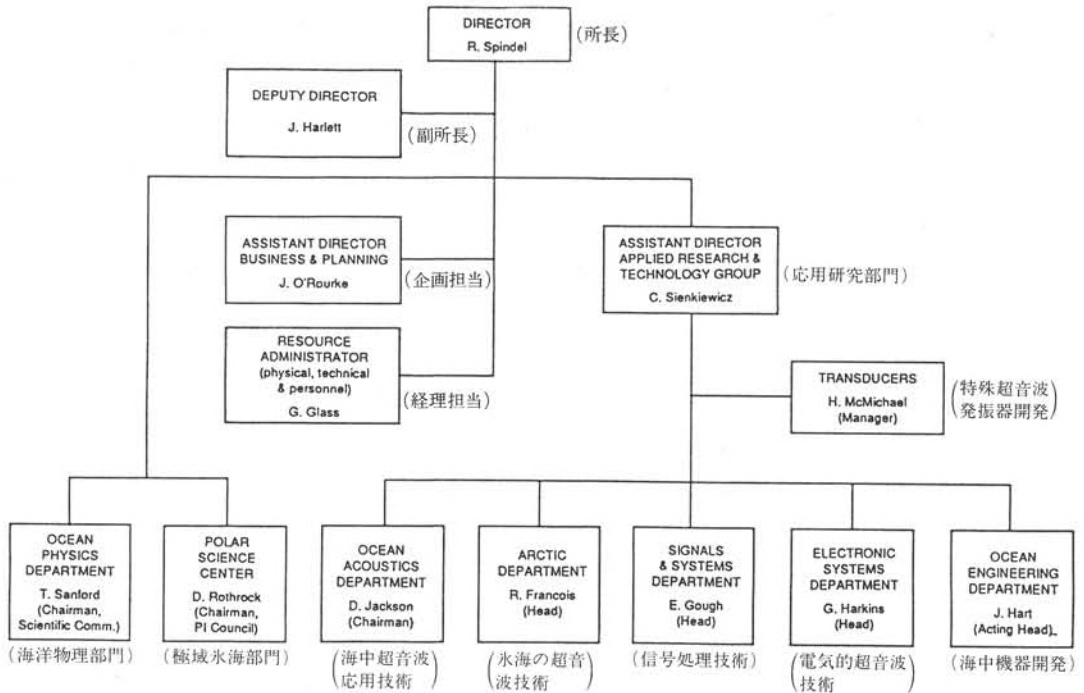 DIRECTOR
R. Spindel
(所長)
DEPUTY DIRECTOR
J. Harlett
(副所長)
ASSISTANT DIRECTOR
BUSINESS & PLANNING
J. O'Rourke
(企画担当)
ASSISTANT DIRECTOR
APPLIED RESEARCH &
TECHNOLOGY GROUP
C. Sienkiewicz
(応用研究部門)
RESOURCE
ADMINISTRATOR
(physical, technical
& personnel)
G. Glass
(経理担当)
TRANSDUCERS
H. McMichael
(Manager)
(特殊超音波
発振器開発)
OCEAN
PHYSICS
DEPARTMENT
T. Sanford
(Chairman,
Scientific Comm.)
(海洋物理部門)
POLAR
SCIENCE
CENTER
D. Rothrock
(Chairman,
PI Council)
(極域氷海部門)
OCEAN
ACOUSTICS
DEPARTMENT
D. Jackson
(Chairman)
(海中超音波
応用技術)
ARCTIC
DEPARTMENT
R. Francois
(Head)
(氷海の超音
波技術)
SIGNALS
& SYSTEMS
DEPARTMENT
E. Gough
(Head)
(信号処理技術)
ELECTRONIC
SYSTEMS
DEPARTMENT
G. Harkins
(Head)
(電気的超音波
技術)
OCEAN
ENGINEERING
DEPARTMENT
J. Hart
(Acting Head)
(海中機器開発)